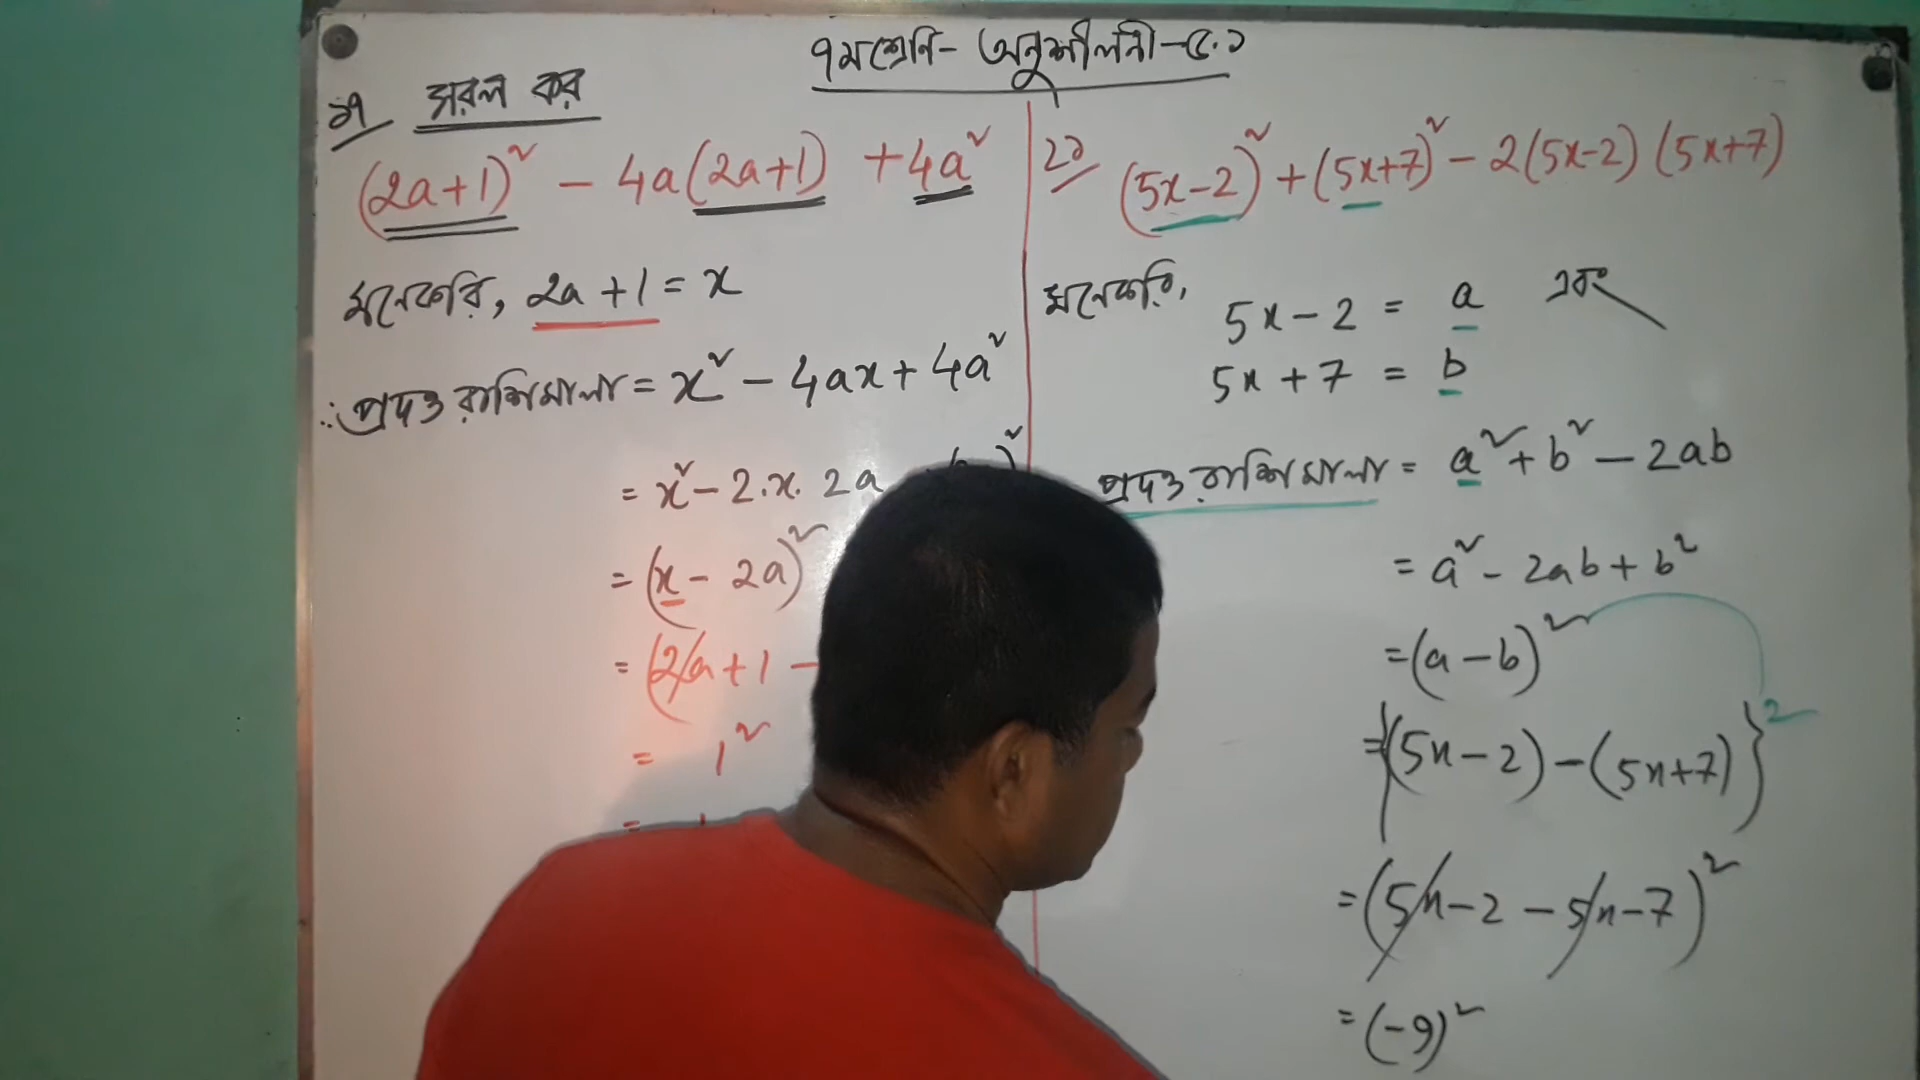 ৭ম শ্রেণি - অনুশীলনী - ৫.১
১৭ সরল কর
(2a+1)² - 4a(2a+1) + 4a²
মনেকরি, 2a+1 = x
∴ প্রদত্ত রাশিমালা = x² - 4ax + 4a²
= x² - 2.x. 2a
= (x - 2a)²
= (2a+1 -
= 1²
(5x-2)² + (5x+7)² - 2(5x-2) (5x+7)
মনেকরি, 5x-2 = a এবং
5x+7 = b
প্রদত্ত রাশিমালা = a² + b² - 2ab
= a² - 2ab + b²
= (a-b)²
= {(5x-2) - (5x+7)}²
= (5x-2 - 5x-7)²
= (-9)²